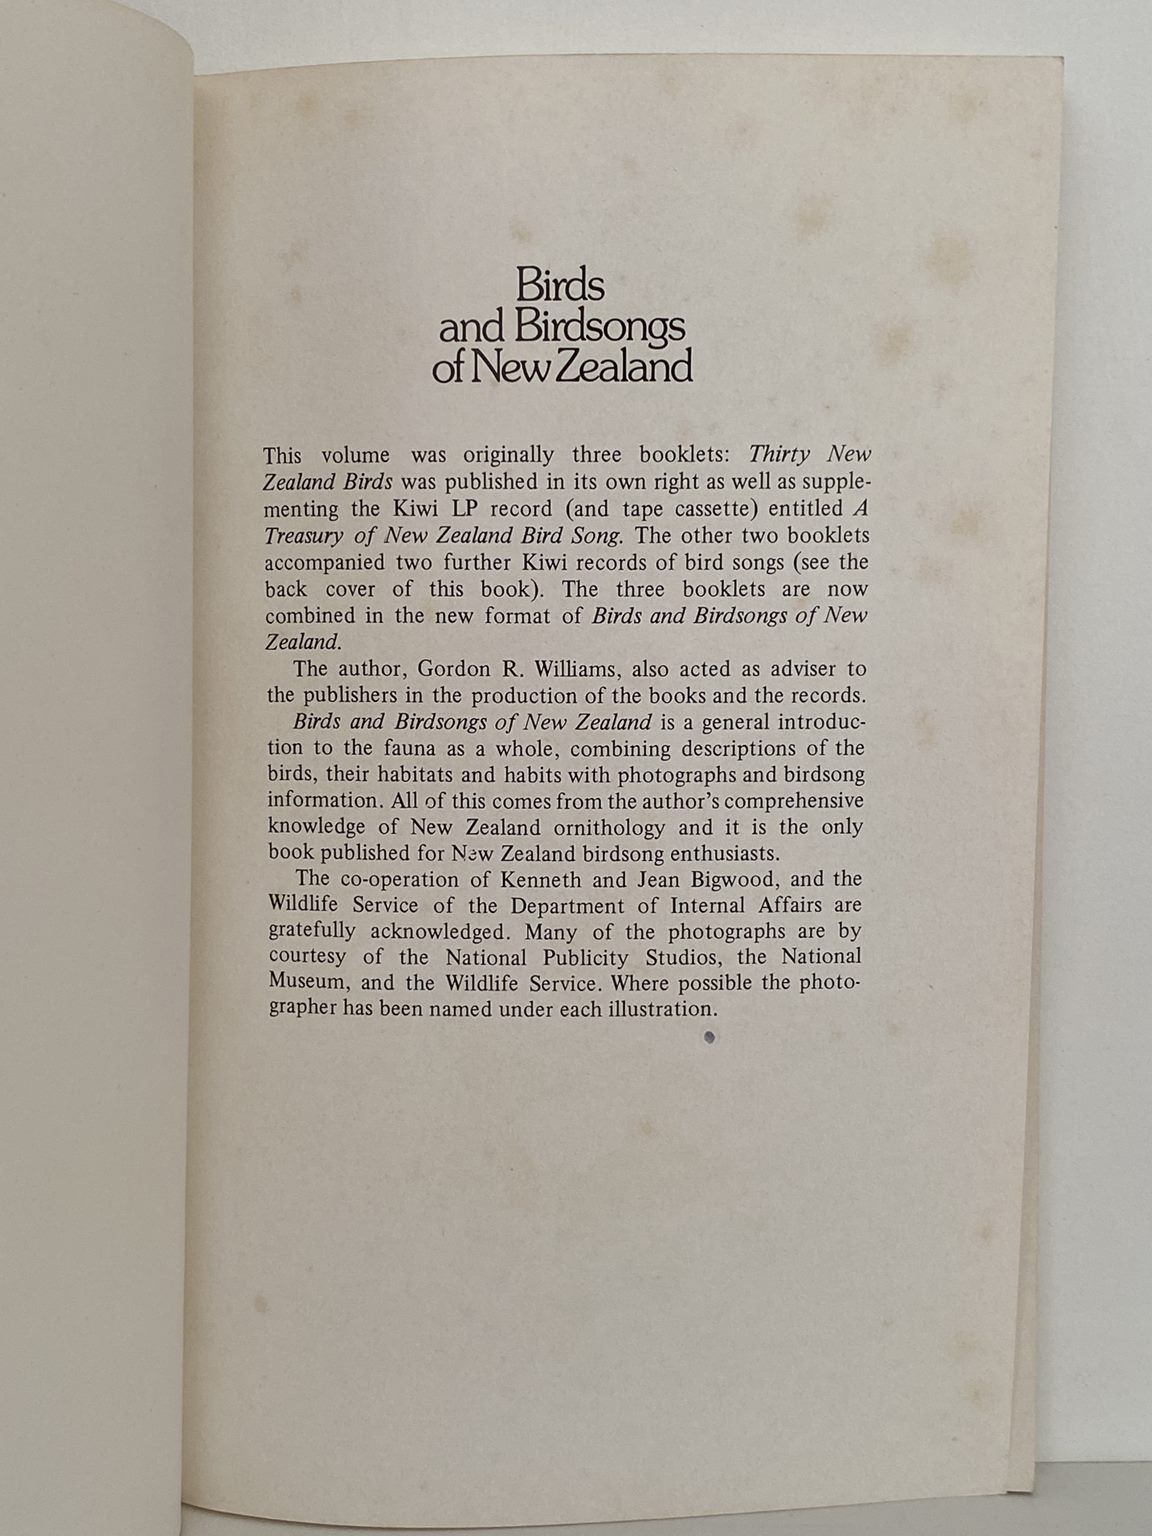 Birds
and Birdsongs
of New Zealand
This volume was originally three booklets: Thirty New
Zealand Birds was published in its own right as well as supple-
menting the Kiwi LP record (and tape cassette) entitled A
Treasury of New Zealand Bird Song. The other two booklets
accompanied two further Kiwi records of bird songs (see the
back cover of this book). The three booklets are now
combined in the new format of Birds and Birdsongs of New
Zealand.
The author, Gordon R. Williams, also acted as adviser to
the publishers in the production of the books and the records.
Birds and Birdsongs of New Zealand is a general introduc-
tion to the fauna as a whole, combining descriptions of the
birds, their habitats and habits with photographs and birdsong
information. All of this comes from the author's comprehensive
knowledge of New Zealand ornithology and it is the only
book published for New Zealand birdsong enthusiasts.
The co-operation of Kenneth and Jean Bigwood, and the
Wildlife Service of the Department of Internal Affairs are
gratefully acknowledged. Many of the photographs are by
courtesy of the National Publicity Studios, the National
Museum, and the Wildlife Service. Where possible the photo-
grapher has been named under each illustration.